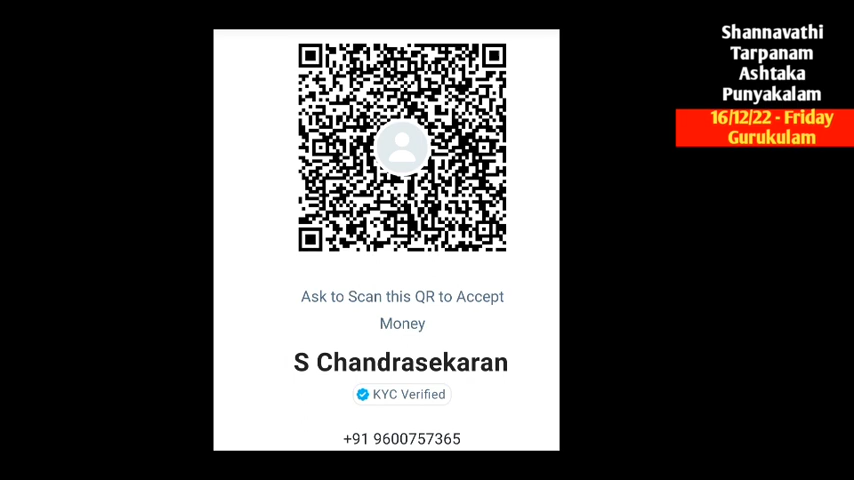 Ask to Scan this QR to Accept
Money
S Chandrasekaran
KYC Verified
+91 9600757365
Shannavathi
Tarpanam
Ashtaka
Punyakalam
16/12/22 - Friday
Gurukulam